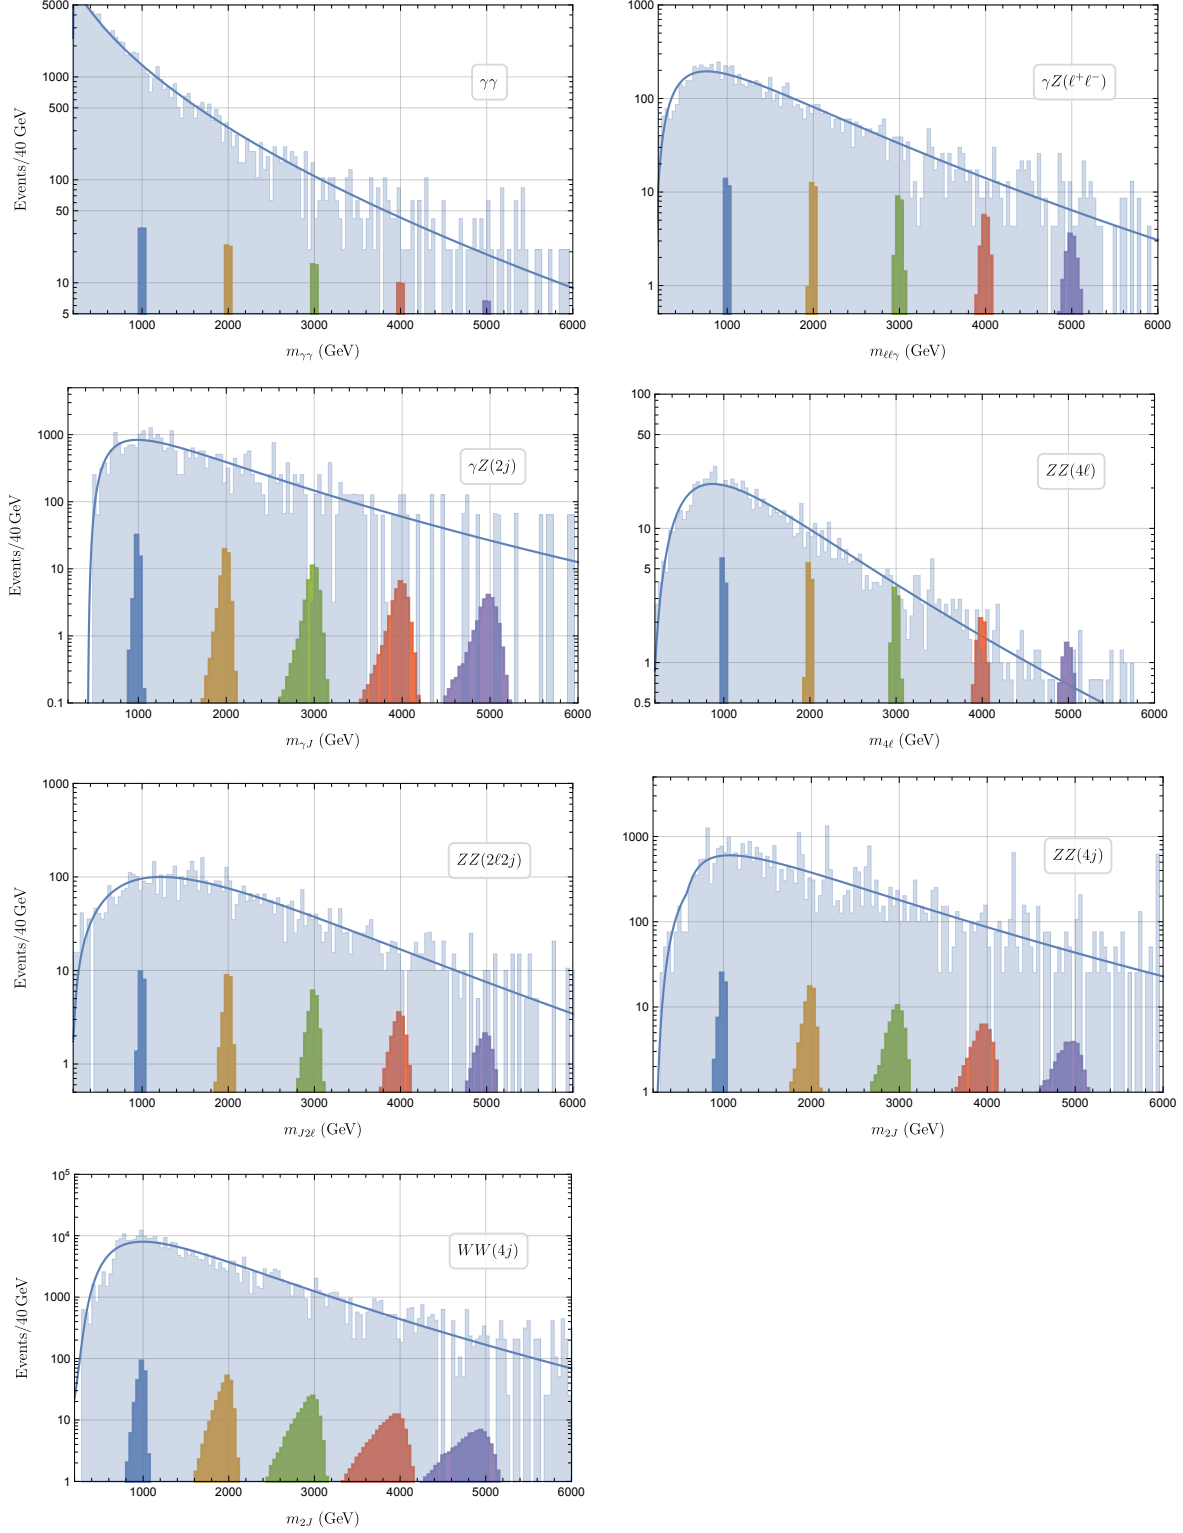 5000
1000
500
100
50
10
5
Events/40 GeV
γγ
1000 2000 3000 4000 5000 6000
m_γγ (GeV)
1000
100
10
1
γZ(ℓ⁺ℓ⁻)
1000 2000 3000 4000 5000 6000
m_ℓℓγ (GeV)
1000
100
10
1
0.1
Events/40 GeV
γZ(2j)
1000 2000 3000 4000 5000 6000
m_γJ (GeV)
100
50
10
5
1
0.5
ZZ(4ℓ)
1000 2000 3000 4000 5000 6000
m_4ℓ (GeV)
1000
100
10
1
Events/40 GeV
ZZ(2ℓ2j)
1000 2000 3000 4000 5000 6000
m_J2ℓ (GeV)
1000
100
10
1
ZZ(4j)
1000 2000 3000 4000 5000 6000
m_2J (GeV)
10⁵
10⁴
1000
100
10
1
Events/40 GeV
WW(4j)
1000 2000 3000 4000 5000 6000
m_2J (GeV)